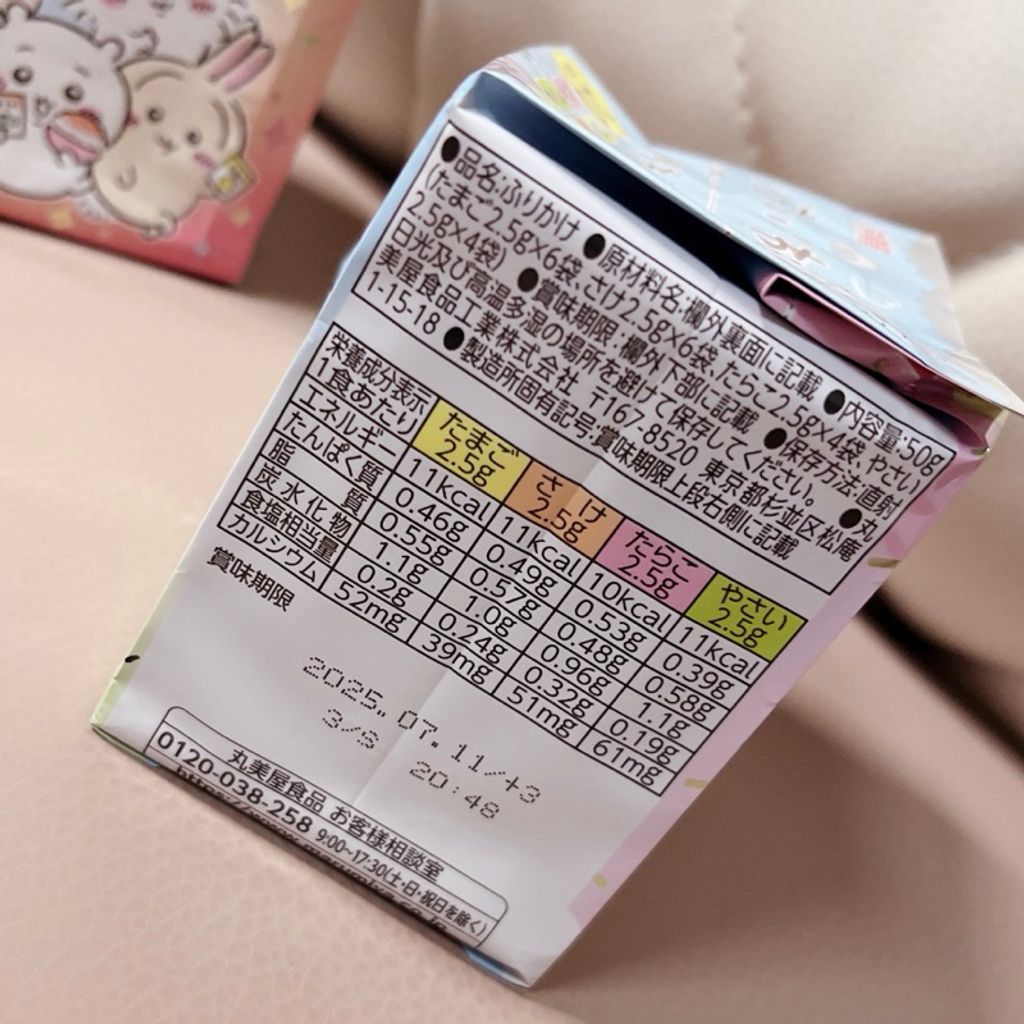 ●品名:ふりかけ ●原材料名:欄外裏面に記載 ●内容量:50g
(たまご2.5g×6袋、さけ2.5g×6袋、たらこ2.5g×4袋、やさい
2.5g×4袋) ●賞味期限:欄外下部に記載 ●保存方法:直射
日光及び高温多湿の場所を避けて保存してください。 ●丸
美屋食品工業株式会社 〒167-8520 東京都杉並区松庵
1-15-18 ●製造所固有記号:賞味期限上段右側に記載
栄養成分表示 1食あたり たまご 2.5g さけ 2.5g たらこ 2.5g やさい 2.5g
エネルギー 11kcal 11kcal 10kcal 11kcal
たんぱく質 0.46g 0.49g 0.53g 0.39g
脂質 0.55g 0.57g 0.48g 0.58g
炭水化物 1.1g 1.0g 0.96g 1.1g
食塩相当量 0.2g 0.24g 0.32g 0.19g
カルシウム 52mg 39mg 51mg 61mg
賞味期限
2025.07.11/+3
3/S 20:48
丸美屋食品 お客様相談室
0120-038-258 9:00~17:30(土・日・祝日を除く)